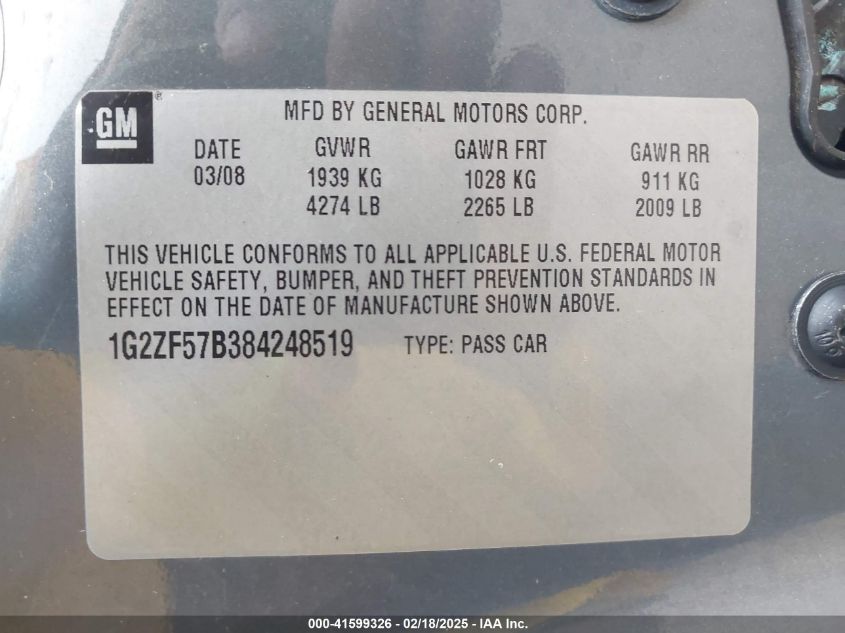 GM®
MFD BY GENERAL MOTORS CORP.
DATE GVWR GAWR FRT GAWR RR
03/08 1939 KG 1028 KG 911 KG
4274 LB 2265 LB 2009 LB
THIS VEHICLE CONFORMS TO ALL APPLICABLE U.S. FEDERAL MOTOR
VEHICLE SAFETY, BUMPER, AND THEFT PREVENTION STANDARDS IN
EFFECT ON THE DATE OF MANUFACTURE SHOWN ABOVE.
1G2ZF57B384248519 TYPE: PASS CAR
000-41599326 - 02/18/2025 - IAA Inc.